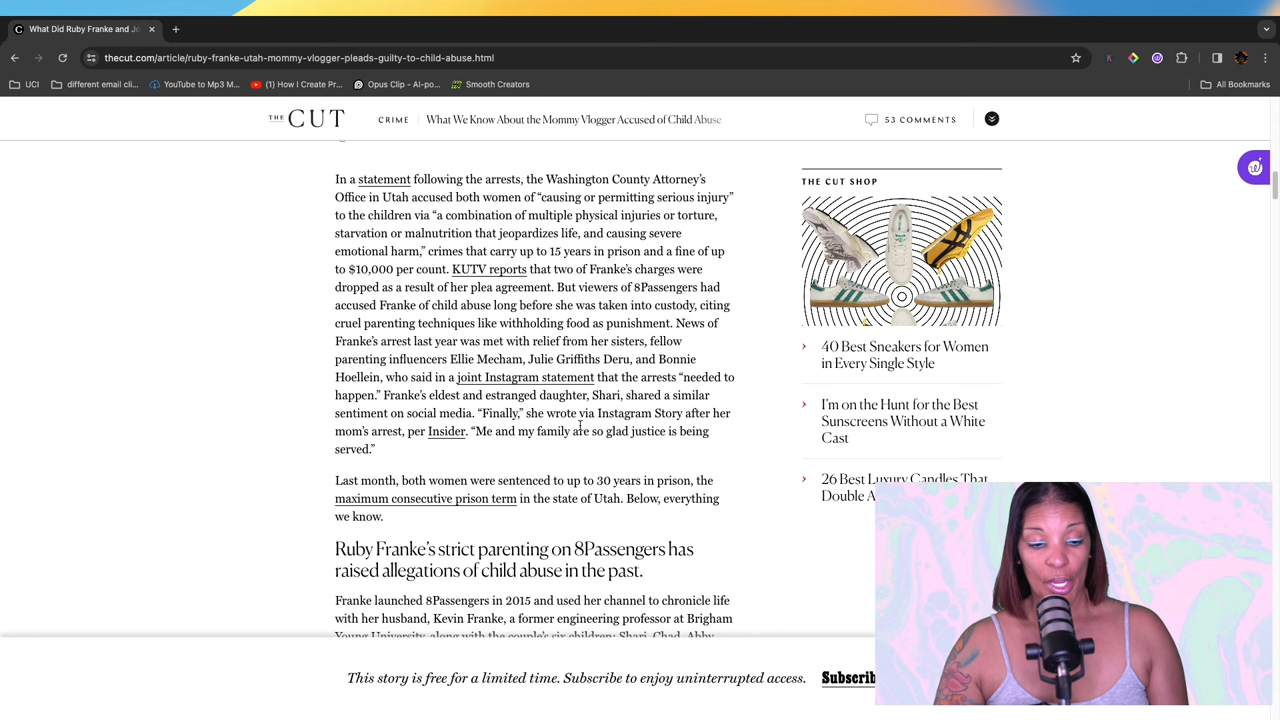 What Did Ruby Franke and Jo
thecut.com/article/ruby-franke-utah-mommy-vlogger-pleads-guilty-to-child-abuse.html
UCI
different email cli...
YouTube to Mp3 M...
(1) How I Create Pr...
Opus Clip - AI-po...
Smooth Creators
All Bookmarks
THE CUT
CRIME
What We Know About the Mommy Vlogger Accused of Child Abuse
53 COMMENTS
In a statement following the arrests, the Washington County Attorney’s
Office in Utah accused both women of “causing or permitting serious injury”
to the children via “a combination of multiple physical injuries or torture,
starvation or malnutrition that jeopardizes life, and causing severe
emotional harm,” crimes that carry up to 15 years in prison and a fine of up
to $10,000 per count. KUTV reports that two of Franke’s charges were
dropped as a result of her plea agreement. But viewers of 8Passengers had
accused Franke of child abuse long before she was taken into custody, citing
cruel parenting techniques like withholding food as punishment. News of
Franke’s arrest last year was met with relief from her sisters, fellow
parenting influencers Ellie Mecham, Julie Griffiths Deru, and Bonnie
Hoellein, who said in a joint Instagram statement that the arrests “needed to
happen.” Franke’s eldest and estranged daughter, Shari, shared a similar
sentiment on social media. “Finally,” she wrote via Instagram Story after her
mom’s arrest, per Insider. “Me and my family are so glad justice is being
served.”
Last month, both women were sentenced to up to 30 years in prison, the
maximum consecutive prison term in the state of Utah. Below, everything
we know.
Ruby Franke’s strict parenting on 8Passengers has
raised allegations of child abuse in the past.
Franke launched 8Passengers in 2015 and used her channel to chronicle life
with her husband, Kevin Franke, a former engineering professor at Brigham
Young University, along with the couple’s six children: Shari, Chad, Abby,
THE CUT SHOP
40 Best Sneakers for Women
in Every Single Style
I’m on the Hunt for the Best
Sunscreens Without a White
Cast
26 Best Luxury Candles That
Double A
This story is free for a limited time. Subscribe to enjoy uninterrupted access.
Subscrib